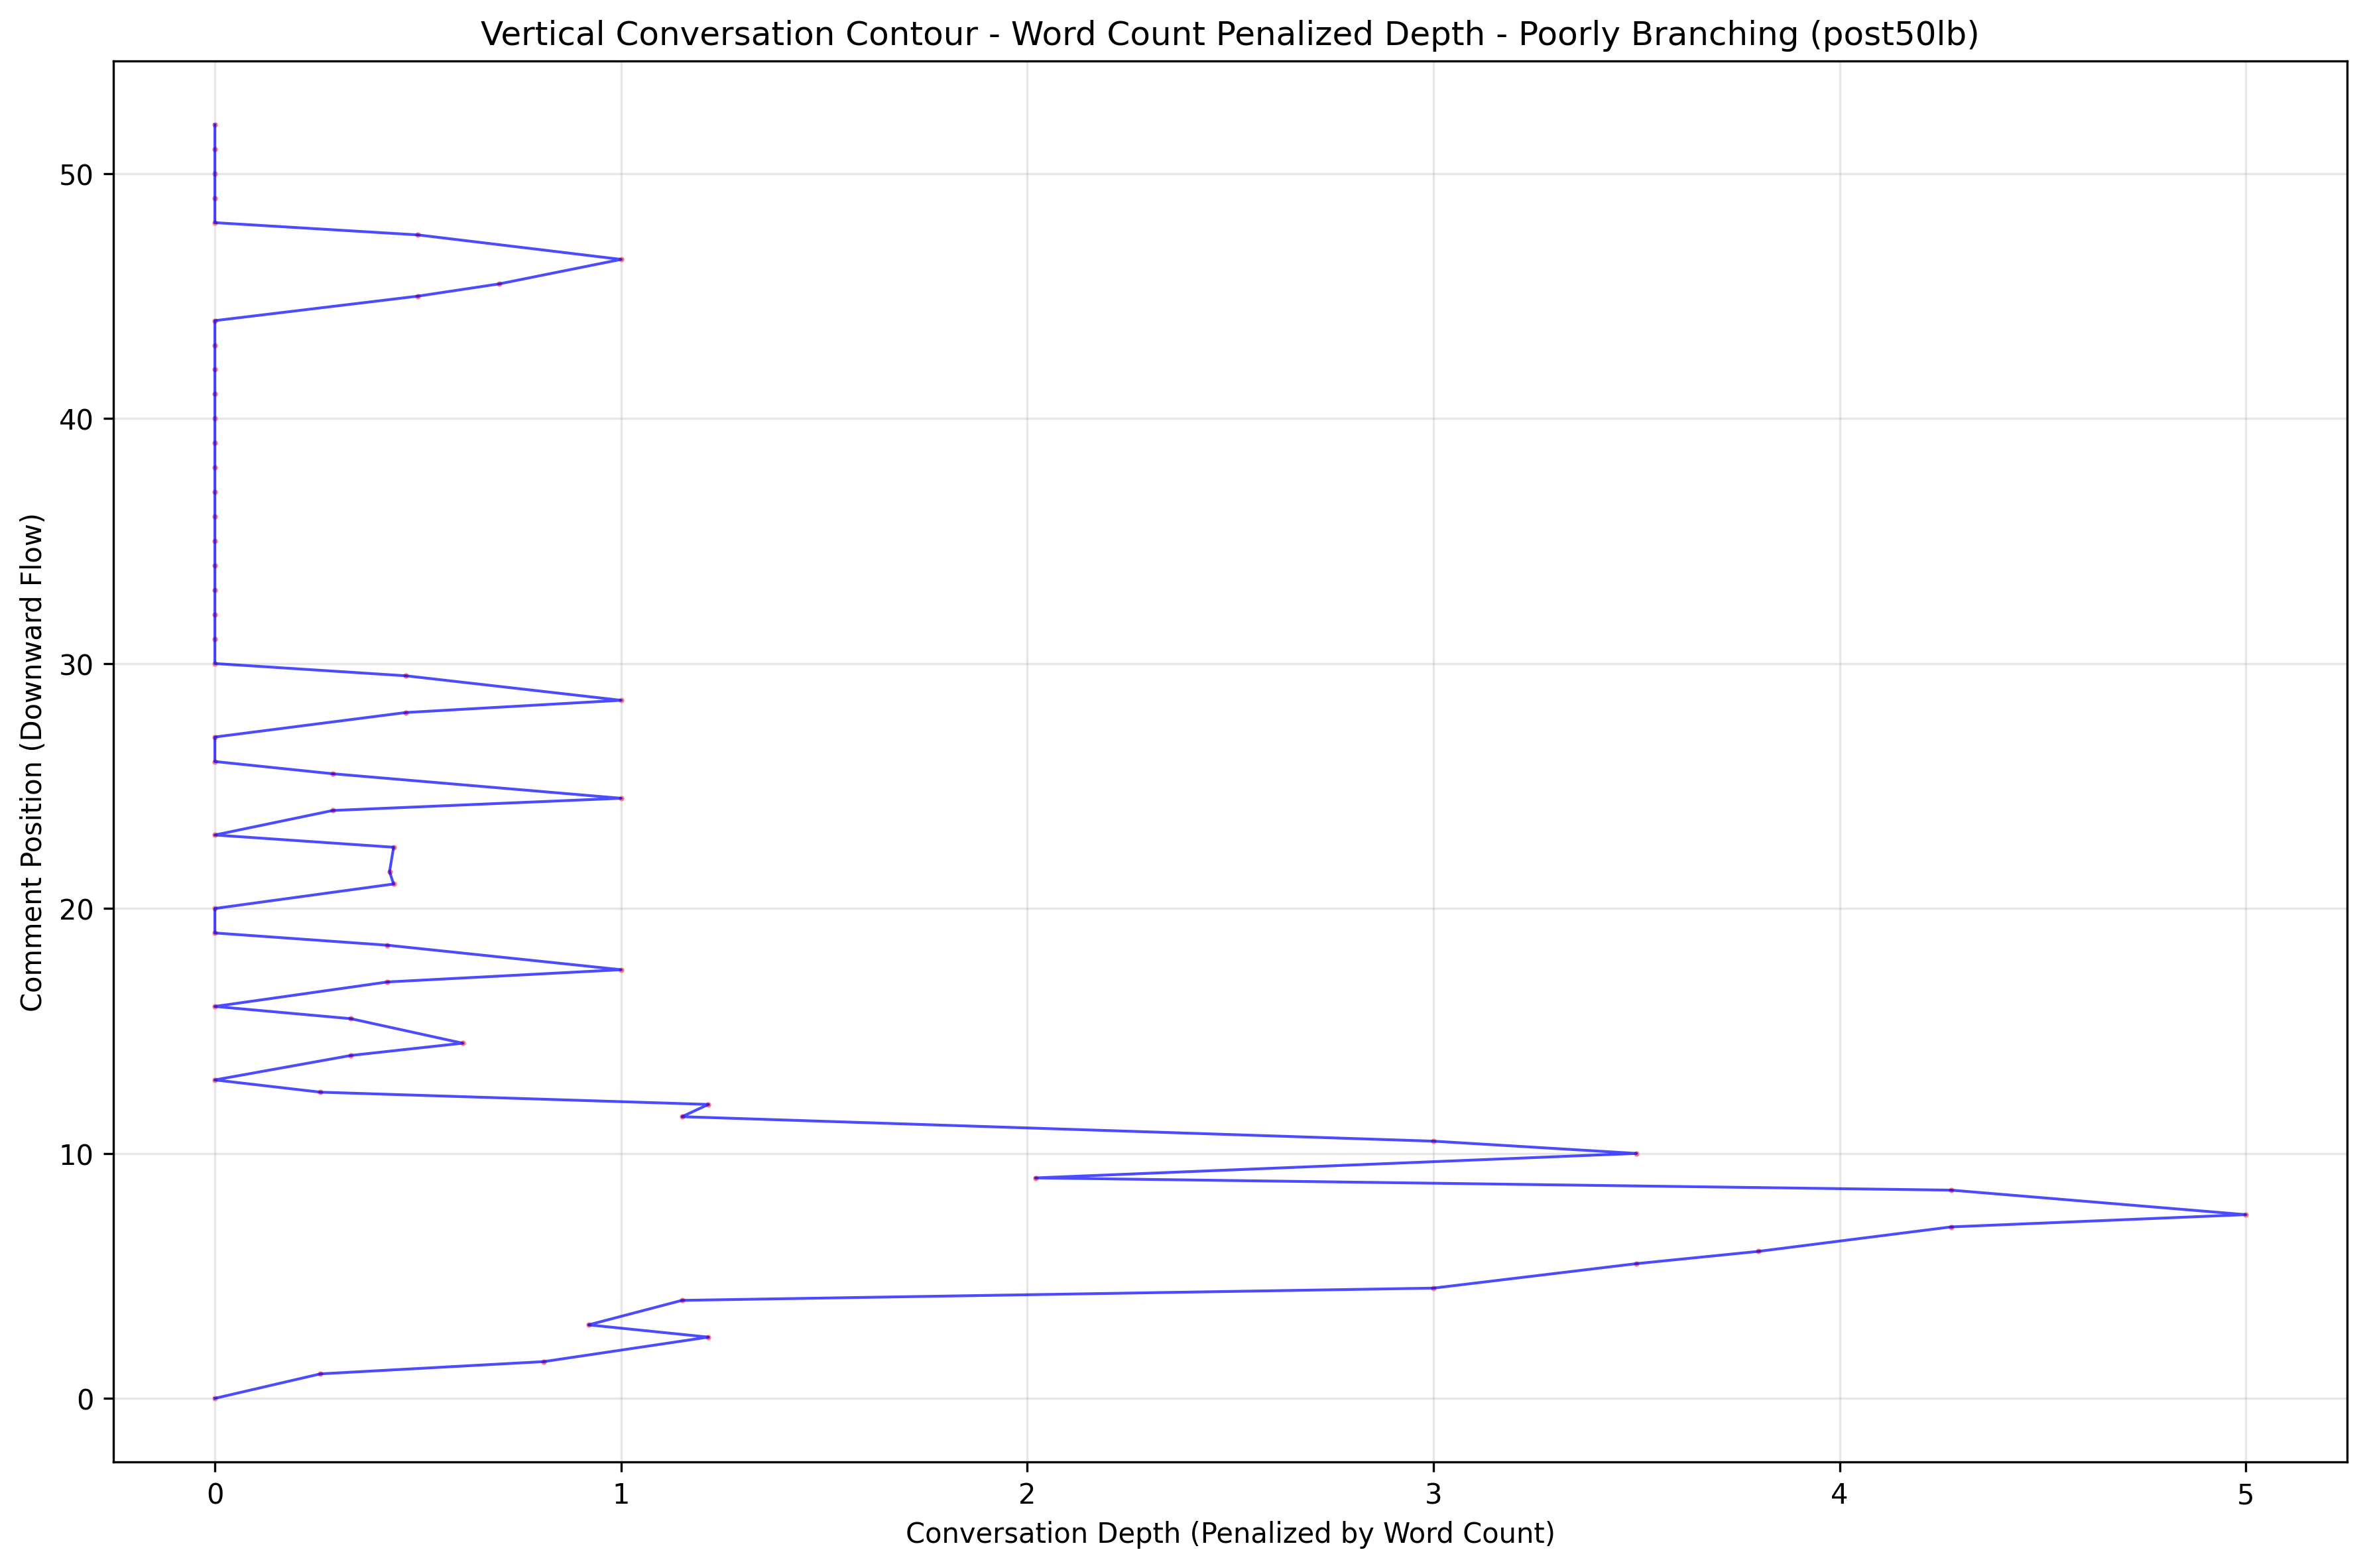 Vertical Conversation Contour - Word Count Penalized Depth - Poorly Branching (post50lb)
Comment Position (Downward Flow)
50
40
30
20
10
0
0 1 2 3 4 5
Conversation Depth (Penalized by Word Count)